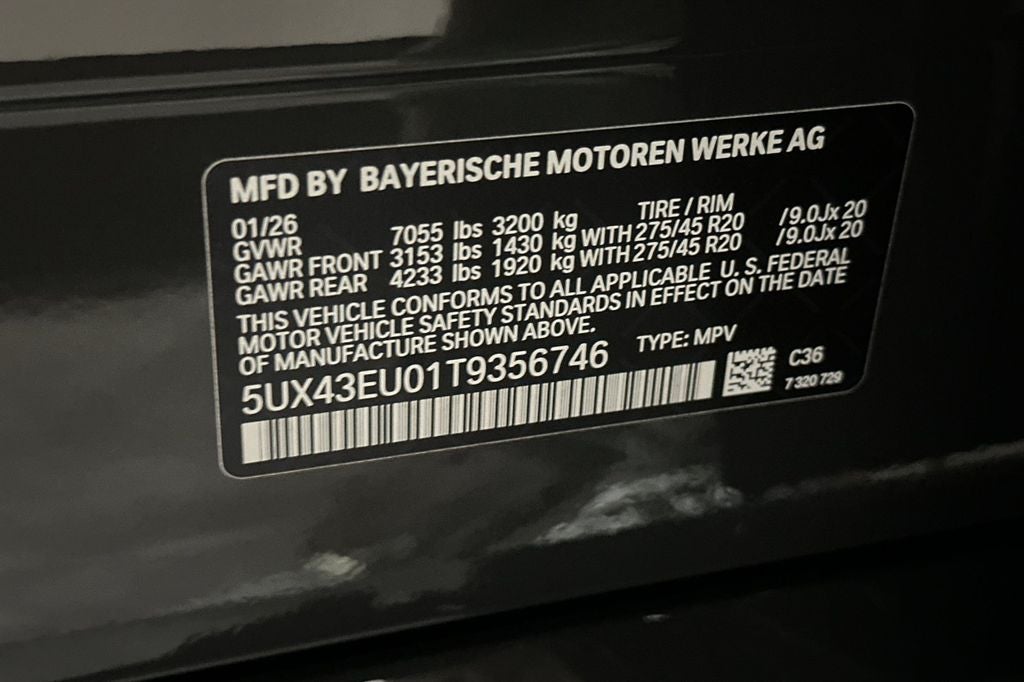 MFD BY BAYERISCHE MOTOREN WERKE AG
01/26 TIRE / RIM
GVWR 7055 lbs 3200 kg
GAWR FRONT 3153 lbs 1430 kg WITH 275/45 R20 /9.0Jx 20
GAWR REAR 4233 lbs 1920 kg WITH 275/45 R20 /9.0Jx 20
THIS VEHICLE CONFORMS TO ALL APPLICABLE U. S. FEDERAL
MOTOR VEHICLE SAFETY STANDARDS IN EFFECT ON THE DATE
OF MANUFACTURE SHOWN ABOVE.
5UX43EU01T9356746 TYPE: MPV
C36
7 320 729